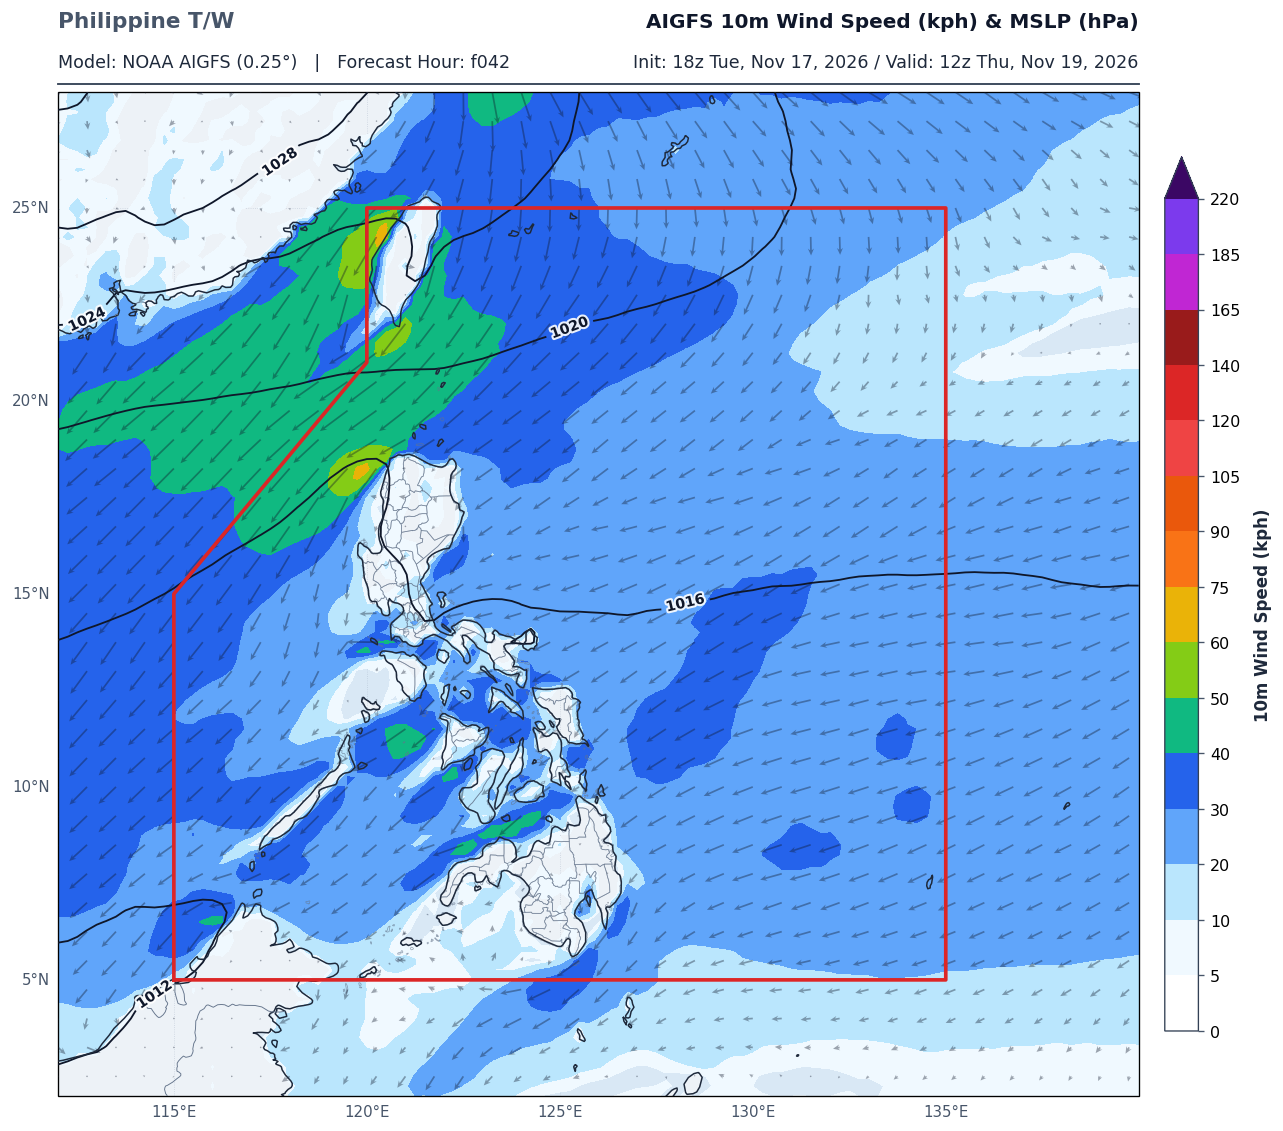 Philippine T/W
AIGFS 10m Wind Speed (kph) & MSLP (hPa)
Model: NOAA AIGFS (0.25°)   |   Forecast Hour: f042
Init: 18z Tue, Nov 17, 2026 / Valid: 12z Thu, Nov 19, 2026
1028
1024
1020
1016
1012
25°N
20°N
15°N
10°N
5°N
115°E
120°E
125°E
130°E
135°E
220
185
165
140
120
105
90
75
60
50
40
30
20
10
5
0
10m Wind Speed (kph)